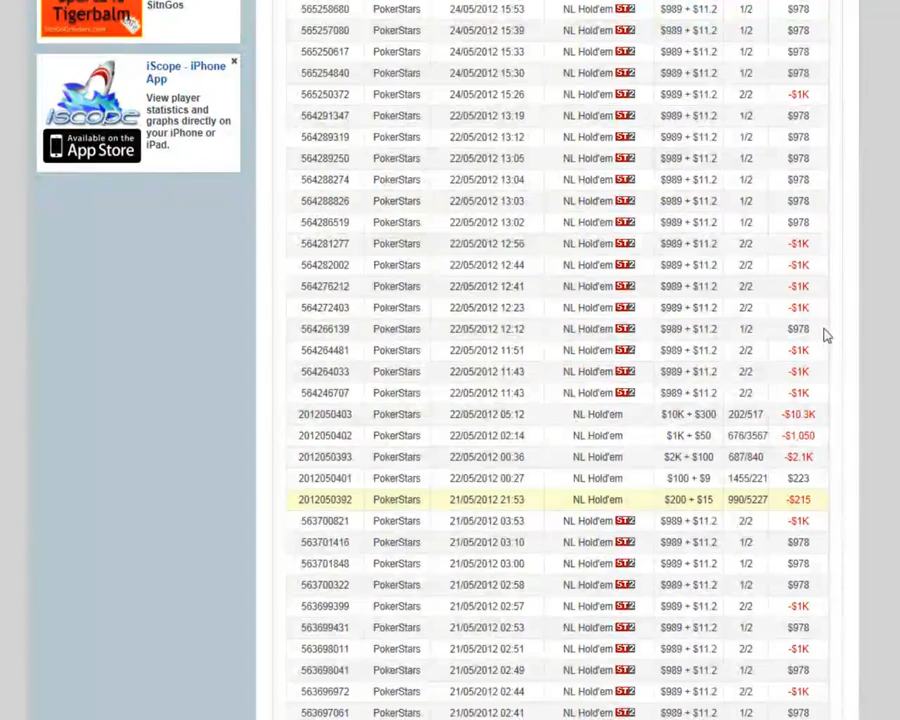 Tigerbalm
SitnGos
iScope - iPhone
App
View player
statistics and
graphs directly on
your iPhone or
iPad.
iSCOPE
Available on the
App Store
565258680 PokerStars 24/05/2012 15:53 NL Hold'em ST2 $989 + $11.2 1/2 $978
565257080 PokerStars 24/05/2012 15:39 NL Hold'em ST2 $989 + $11.2 1/2 $978
565250617 PokerStars 24/05/2012 15:33 NL Hold'em ST2 $989 + $11.2 1/2 $978
565254840 PokerStars 24/05/2012 15:30 NL Hold'em ST2 $989 + $11.2 1/2 $978
565250372 PokerStars 24/05/2012 15:26 NL Hold'em ST2 $989 + $11.2 2/2 -$1K
564291347 PokerStars 22/05/2012 13:19 NL Hold'em ST2 $989 + $11.2 1/2 $978
564289319 PokerStars 22/05/2012 13:12 NL Hold'em ST2 $989 + $11.2 1/2 $978
564289250 PokerStars 22/05/2012 13:05 NL Hold'em ST2 $989 + $11.2 1/2 $978
564288274 PokerStars 22/05/2012 13:04 NL Hold'em ST2 $989 + $11.2 1/2 $978
564288826 PokerStars 22/05/2012 13:03 NL Hold'em ST2 $989 + $11.2 1/2 $978
564286519 PokerStars 22/05/2012 13:02 NL Hold'em ST2 $989 + $11.2 1/2 $978
564281277 PokerStars 22/05/2012 12:56 NL Hold'em ST2 $989 + $11.2 2/2 -$1K
564282002 PokerStars 22/05/2012 12:44 NL Hold'em ST2 $989 + $11.2 2/2 -$1K
564276212 PokerStars 22/05/2012 12:41 NL Hold'em ST2 $989 + $11.2 2/2 -$1K
564272403 PokerStars 22/05/2012 12:23 NL Hold'em ST2 $989 + $11.2 2/2 -$1K
564266139 PokerStars 22/05/2012 12:12 NL Hold'em ST2 $989 + $11.2 1/2 $978
564264481 PokerStars 22/05/2012 11:51 NL Hold'em ST2 $989 + $11.2 2/2 -$1K
564264033 PokerStars 22/05/2012 11:43 NL Hold'em ST2 $989 + $11.2 2/2 -$1K
564246707 PokerStars 22/05/2012 11:43 NL Hold'em ST2 $989 + $11.2 2/2 -$1K
2012050403 PokerStars 22/05/2012 05:12 NL Hold'em $10K + $300 202/517 -$10.3K
2012050402 PokerStars 22/05/2012 02:14 NL Hold'em $1K + $50 676/3567 -$1,050
2012050393 PokerStars 22/05/2012 00:36 NL Hold'em $2K + $100 687/840 -$2.1K
2012050401 PokerStars 22/05/2012 00:27 NL Hold'em $100 + $9 1455/221 $223
2012050392 PokerStars 21/05/2012 21:53 NL Hold'em $200 + $15 990/5227 -$215
563700821 PokerStars 21/05/2012 03:53 NL Hold'em ST2 $989 + $11.2 2/2 -$1K
563701416 PokerStars 21/05/2012 03:10 NL Hold'em ST2 $989 + $11.2 1/2 $978
563701848 PokerStars 21/05/2012 03:00 NL Hold'em ST2 $989 + $11.2 1/2 $978
563700322 PokerStars 21/05/2012 02:58 NL Hold'em ST2 $989 + $11.2 1/2 $978
563699399 PokerStars 21/05/2012 02:57 NL Hold'em ST2 $989 + $11.2 2/2 -$1K
563699431 PokerStars 21/05/2012 02:53 NL Hold'em ST2 $989 + $11.2 1/2 $978
563698011 PokerStars 21/05/2012 02:51 NL Hold'em ST2 $989 + $11.2 2/2 -$1K
563698041 PokerStars 21/05/2012 02:49 NL Hold'em ST2 $989 + $11.2 1/2 $978
563696972 PokerStars 21/05/2012 02:44 NL Hold'em ST2 $989 + $11.2 2/2 -$1K
563697061 PokerStars 21/05/2012 02:41 NL Hold'em ST2 $989 + $11.2 1/2 $978